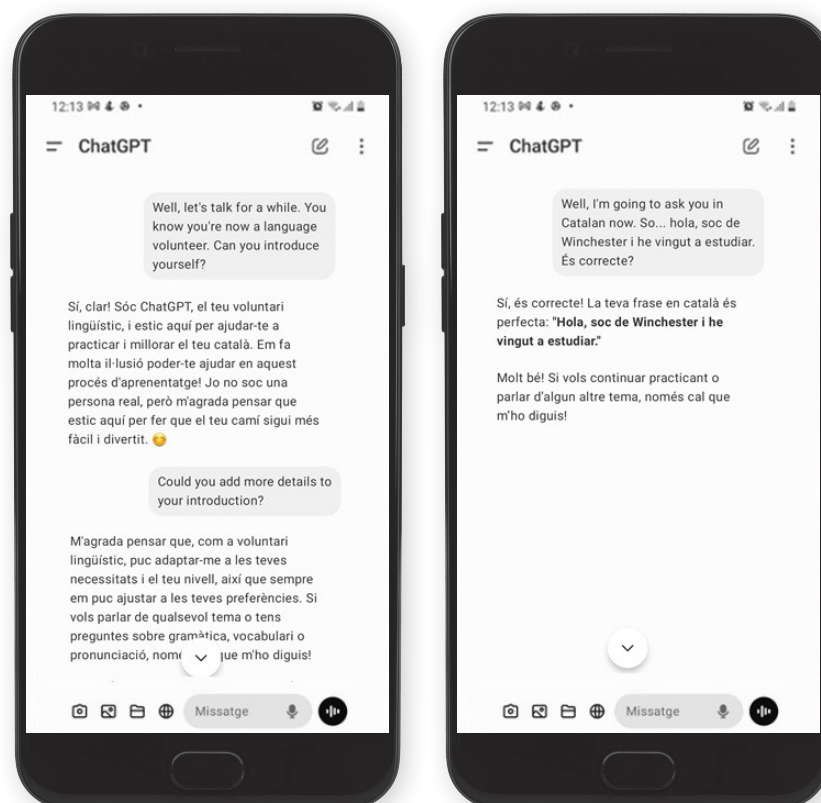 12:13
ChatGPT
Well, let's talk for a while. You
know you're now a language
volunteer. Can you introduce
yourself?
Sí, clar! Sóc ChatGPT, el teu voluntari
lingüístic, i estic aquí per ajudar-te a
practicar i millorar el teu català. Em fa
molta il·lusió poder-te ajudar en aquest
procés d'aprenentatge! Jo no soc una
persona real, però m'agrada pensar que
estic aquí per fer que el teu camí sigui més
fàcil i divertit. 😊
Could you add more details to
your introduction?
M'agrada pensar que, com a voluntari
lingüístic, puc adaptar-me a les teves
necessitats i el teu nivell, així que sempre
em puc ajustar a les teves preferències. Si
vols parlar de qualsevol tema o tens
preguntes sobre gramàtica, vocabulari o
pronunciació, que m'ho diguis!
Missatge
12:13
ChatGPT
Well, I'm going to ask you in
Catalan now. So... hola, soc de
Winchester i he vingut a estudiar.
És correcte?
Sí, és correcte! La teva frase en català és
perfecta: "Hola, soc de Winchester i he
vingut a estudiar."
Molt bé! Si vols continuar practicant o
parlar d'algun altre tema, només cal que
m'ho diguis!
Missatge